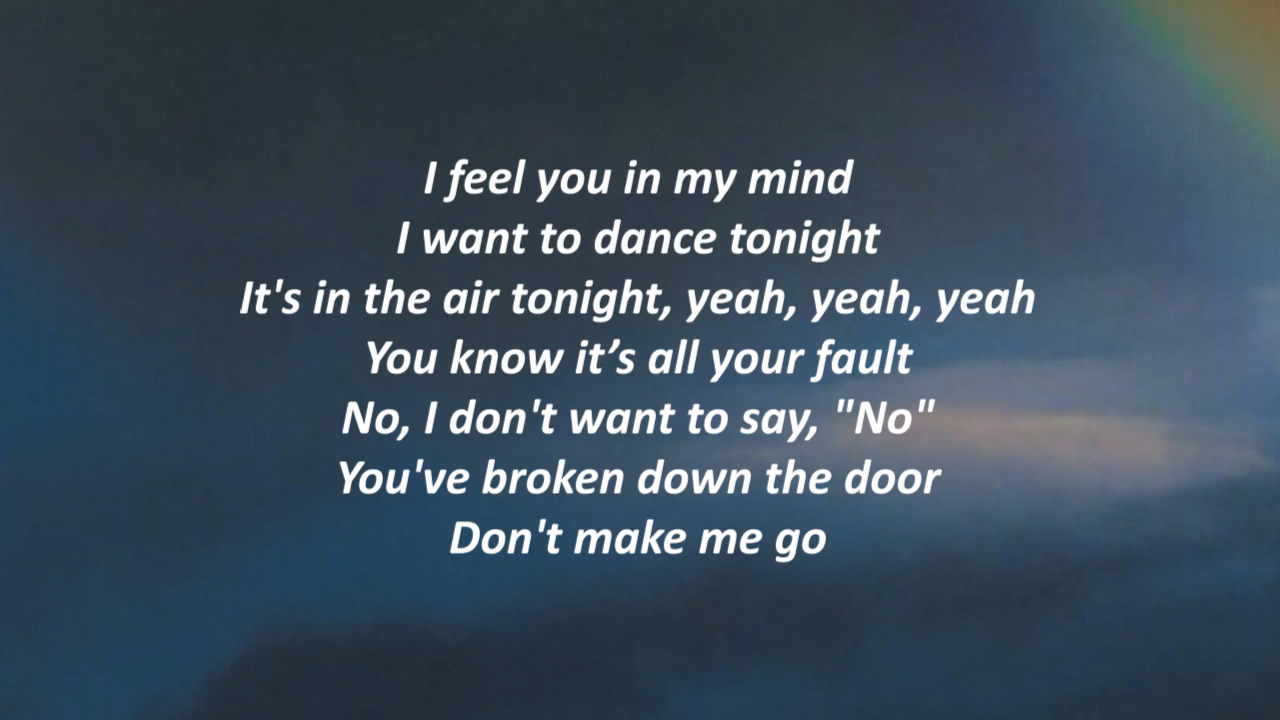 I feel you in my mind
I want to dance tonight
It's in the air tonight, yeah, yeah, yeah
You know it’s all your fault
No, I don't want to say, "No"
You've broken down the door
Don't make me go